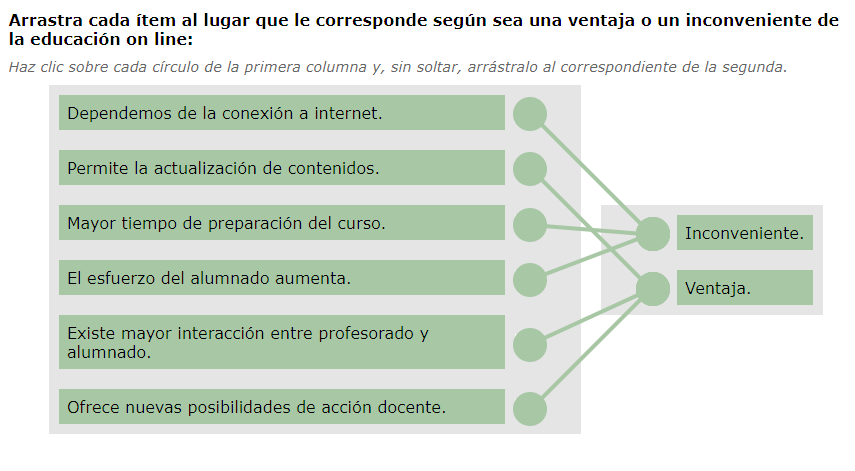 Arrastra cada ítem al lugar que le corresponde según sea una ventaja o un inconveniente de
la educación on line:
Haz clic sobre cada círculo de la primera columna y, sin soltar, arrástralo al correspondiente de la segunda.
Dependemos de la conexión a internet.
Permite la actualización de contenidos.
Mayor tiempo de preparación del curso.
Inconveniente.
El esfuerzo del alumnado aumenta.
Ventaja.
Existe mayor interacción entre profesorado y
alumnado.
Ofrece nuevas posibilidades de acción docente.